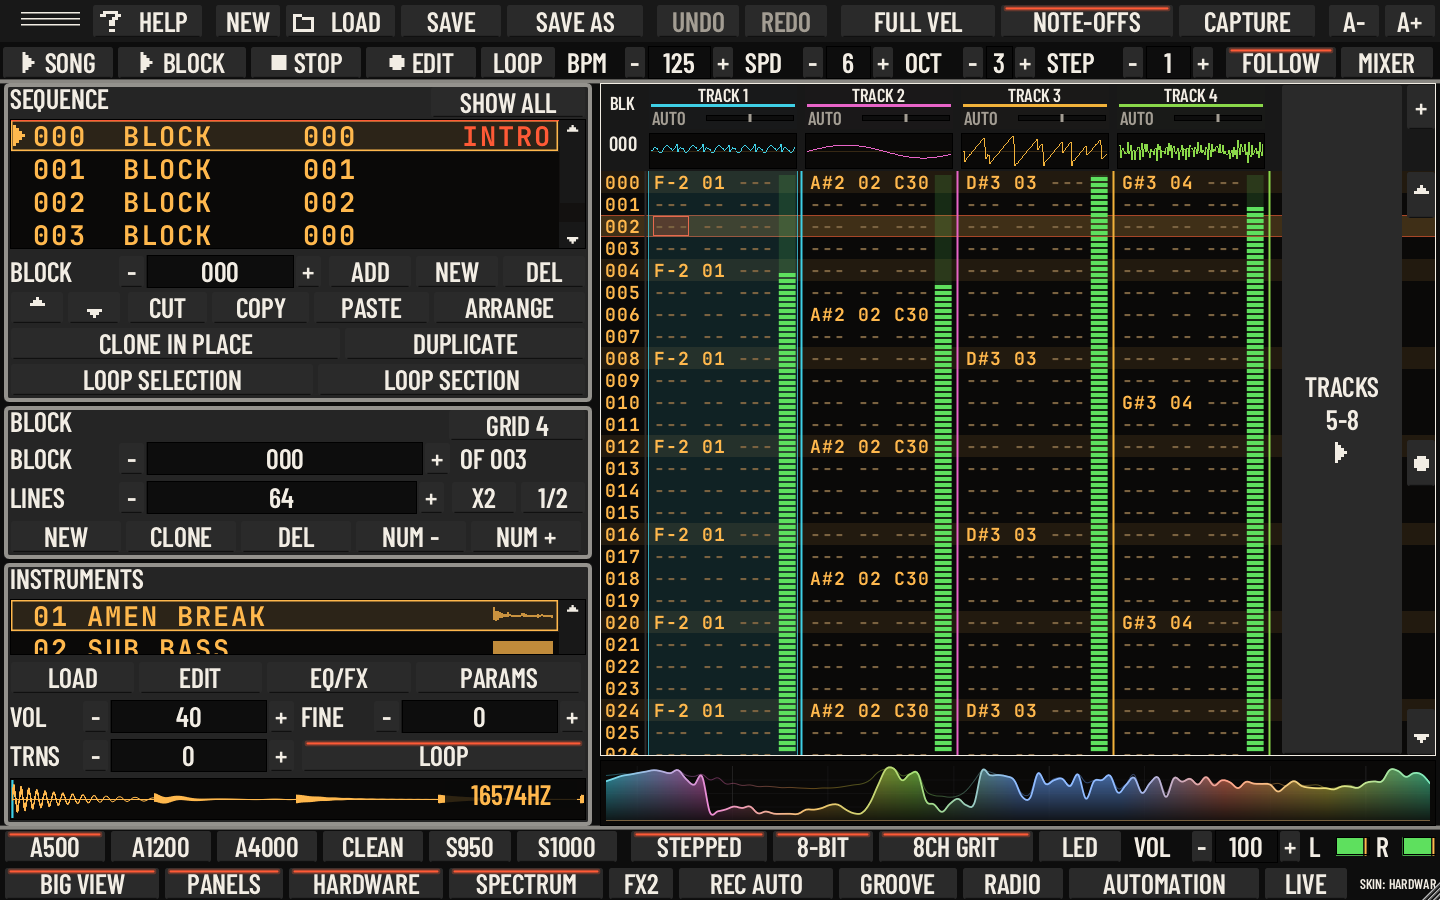 HELP NEW LOAD SAVE SAVE AS UNDO REDO FULL VEL NOTE-OFFS CAPTURE A- A+
SONG BLOCK STOP EDIT LOOP BPM - 125 + SPD - 6 + OCT - 3 + STEP - 1 + FOLLOW MIXER
SEQUENCE SHOW ALL
000 BLOCK 000 INTRO
001 BLOCK 001
002 BLOCK 002
003 BLOCK 000
BLOCK - 000 + ADD NEW DEL
CUT COPY PASTE ARRANGE
CLONE IN PLACE DUPLICATE
LOOP SELECTION LOOP SECTION
BLOCK GRID 4
BLOCK - 000 + OF 003
LINES - 64 + X2 1/2
NEW CLONE DEL NUM - NUM +
INSTRUMENTS
01 AMEN BREAK
02 SUB BASS
LOAD EDIT EQ/FX PARAMS
VOL - 40 + FINE - 0 +
TRNS - 0 + LOOP
16574HZ
BLK TRACK 1 TRACK 2 TRACK 3 TRACK 4 +
AUTO AUTO AUTO AUTO
000
000 F-2 01 --- A#2 02 C30 D#3 03 --- G#3 04 ---
001 --- -- --- --- -- --- --- -- --- --- -- ---
002 --- -- --- --- -- --- --- -- --- --- -- ---
003 --- -- --- --- -- --- --- -- --- --- -- ---
004 F-2 01 --- --- -- --- --- -- --- --- -- ---
005 --- -- --- --- -- --- --- -- --- --- -- ---
006 --- -- --- A#2 02 C30 --- -- --- --- -- ---
007 --- -- --- --- -- --- --- -- --- --- -- ---
008 F-2 01 --- --- -- --- D#3 03 --- --- -- ---
009 --- -- --- --- -- --- --- -- --- --- -- ---
010 --- -- --- --- -- --- --- -- --- G#3 04 ---
011 --- -- --- --- -- --- --- -- --- --- -- ---
012 F-2 01 --- A#2 02 C30 --- -- --- --- -- ---
013 --- -- --- --- -- --- --- -- --- --- -- ---
014 --- -- --- --- -- --- --- -- --- --- -- ---
015 --- -- --- --- -- --- --- -- --- --- -- ---
016 F-2 01 --- --- -- --- D#3 03 --- --- -- ---
017 --- -- --- --- -- --- --- -- --- --- -- ---
018 --- -- --- A#2 02 C30 --- -- --- --- -- ---
019 --- -- --- --- -- --- --- -- --- --- -- ---
020 F-2 01 --- --- -- --- --- -- --- G#3 04 ---
021 --- -- --- --- -- --- --- -- --- --- -- ---
022 --- -- --- --- -- --- --- -- --- --- -- ---
023 --- -- --- --- -- --- --- -- --- --- -- ---
024 F-2 01 --- A#2 02 C30 D#3 03 --- --- -- ---
025 --- -- --- --- -- --- --- -- --- --- -- ---
026
TRACKS
5-8
A500 A1200 A4000 CLEAN S950 S1000 STEPPED 8-BIT 8CH GRIT LED VOL - 100 + L R
BIG VIEW PANELS HARDWARE SPECTRUM FX2 REC AUTO GROOVE RADIO AUTOMATION LIVE SKIN: HARDWAR